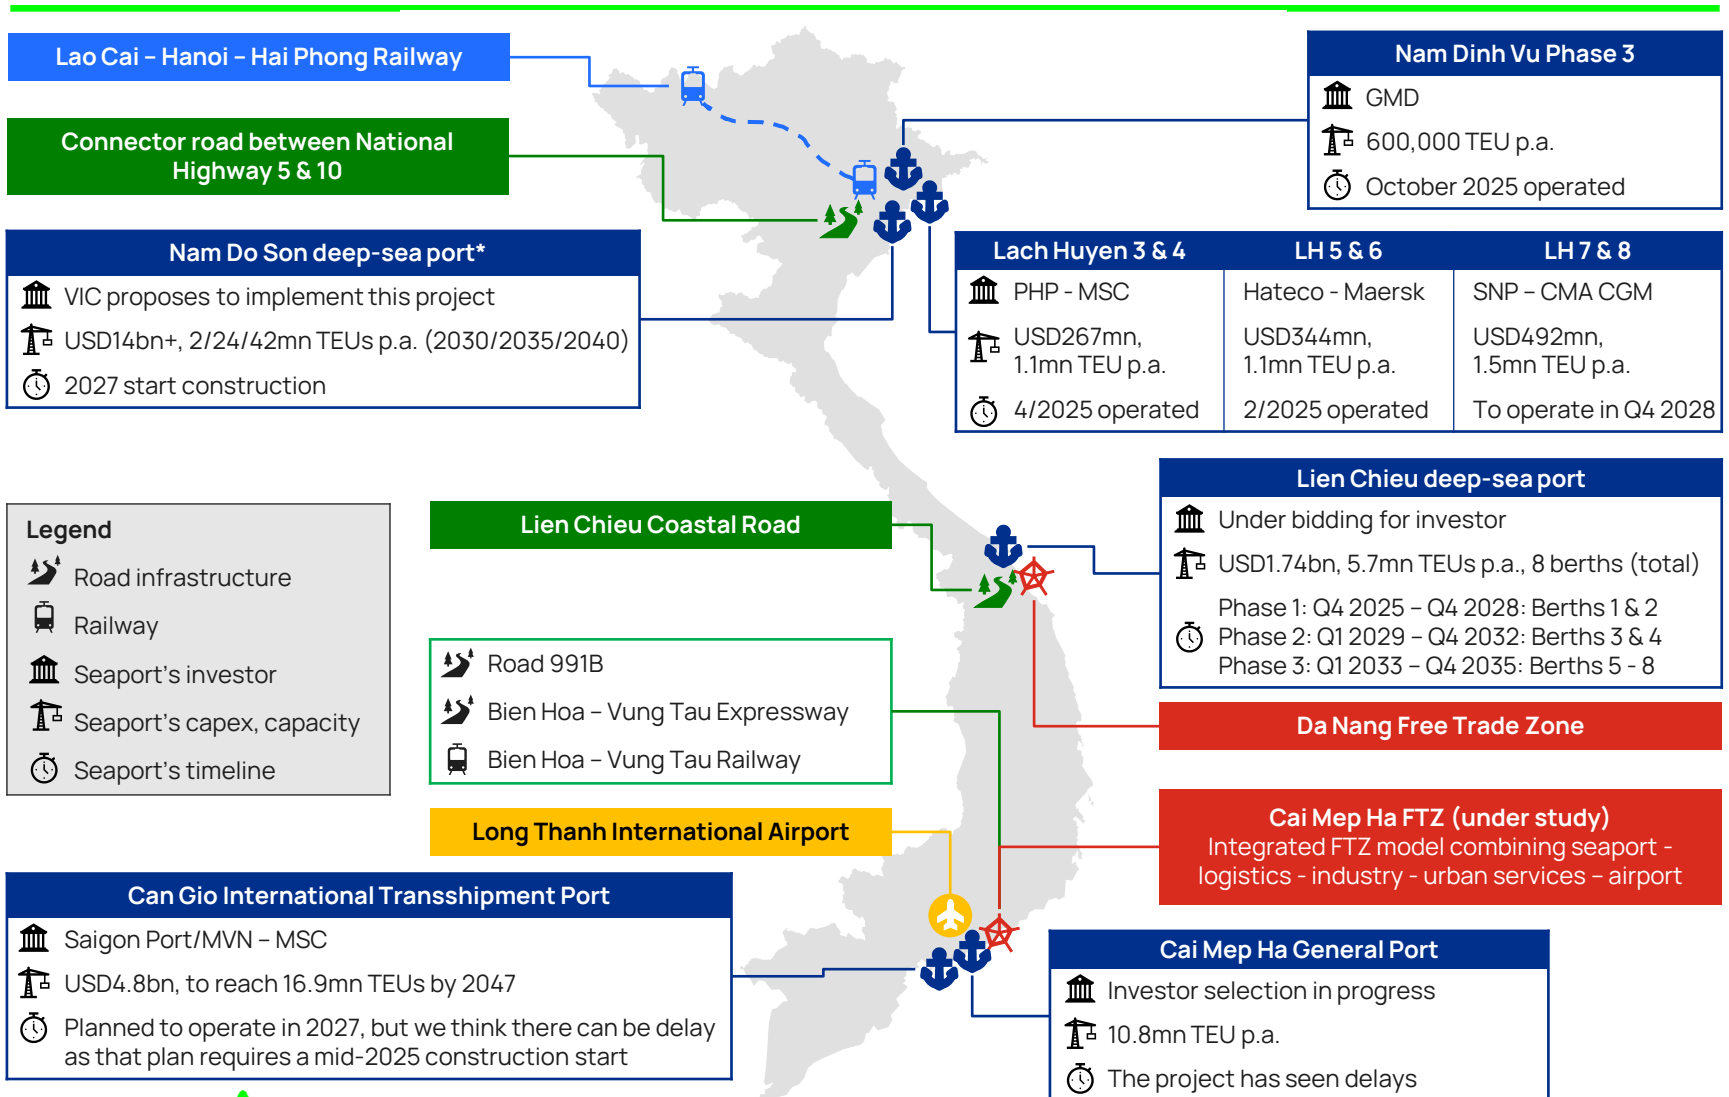 Lao Cai – Hanoi – Hai Phong Railway
Connector road between National
Highway 5 & 10
Nam Dinh Vu Phase 3
GMD
600,000 TEU p.a.
October 2025 operated
Nam Do Son deep-sea port*
VIC proposes to implement this project
USD14bn+, 2/24/42mn TEUs p.a. (2030/2035/2040)
2027 start construction
Lach Huyen 3 & 4
PHP - MSC
USD267mn,
1.1mn TEU p.a.
4/2025 operated
LH 5 & 6
Hateco - Maersk
USD344mn,
1.1mn TEU p.a.
2/2025 operated
LH 7 & 8
SNP – CMA CGM
USD492mn,
1.5mn TEU p.a.
To operate in Q4 2028
Legend
Road infrastructure
Railway
Seaport's investor
Seaport's capex, capacity
Seaport's timeline
Lien Chieu Coastal Road
Lien Chieu deep-sea port
Under bidding for investor
USD1.74bn, 5.7mn TEUs p.a., 8 berths (total)
Phase 1: Q4 2025 – Q4 2028: Berths 1 & 2
Phase 2: Q1 2029 – Q4 2032: Berths 3 & 4
Phase 3: Q1 2033 – Q4 2035: Berths 5 - 8
Road 991B
Bien Hoa – Vung Tau Expressway
Bien Hoa – Vung Tau Railway
Da Nang Free Trade Zone
Long Thanh International Airport
Cai Mep Ha FTZ (under study)
Integrated FTZ model combining seaport -
logistics - industry - urban services – airport
Can Gio International Transshipment Port
Saigon Port/MVN – MSC
USD4.8bn, to reach 16.9mn TEUs by 2047
Planned to operate in 2027, but we think there can be delay
as that plan requires a mid-2025 construction start
Cai Mep Ha General Port
Investor selection in progress
10.8mn TEU p.a.
The project has seen delays